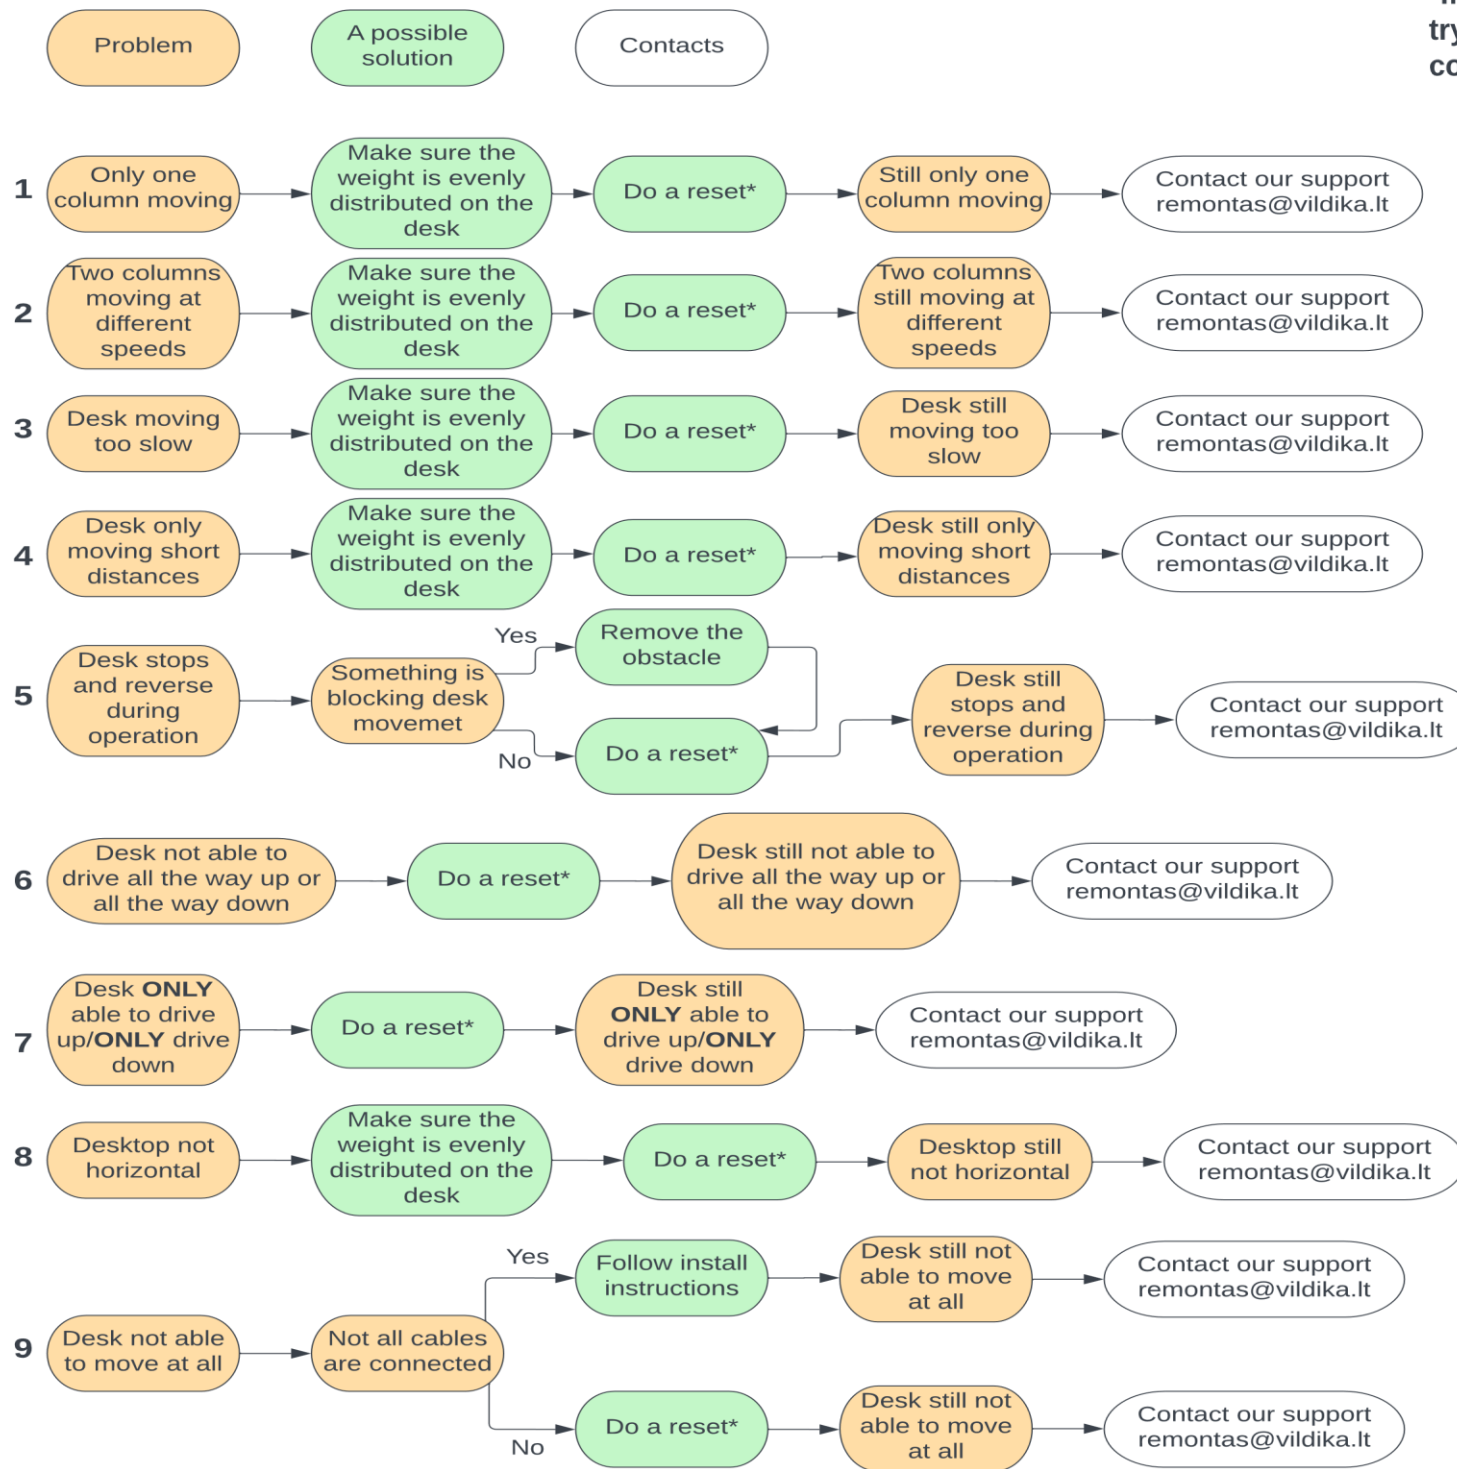 Problem
A possible
solution
Contacts
try
1
Only one
column moving
Make sure the
weight is evenly
distributed on the
desk
Do a reset*
Still only one
column moving
Contact our support
remontas@vildika.lt
2
Two columns
moving at
different
speeds
Make sure the
weight is evenly
distributed on the
desk
Do a reset*
Two columns
still moving at
different
speeds
Contact our support
remontas@vildika.lt
3
Desk moving
too slow
Make sure the
weight is evenly
distributed on the
desk
Do a reset*
Desk still
moving too
slow
Contact our support
remontas@vildika.lt
4
Desk only
moving short
distances
Make sure the
weight is evenly
distributed on the
desk
Do a reset*
Desk still only
moving short
distances
Contact our support
remontas@vildika.lt
5
Desk stops
and reverse
during
operation
Something is
blocking desk
movemet
Yes
Remove the
obstacle
No
Do a reset*
Desk still
stops and
reverse during
operation
Contact our support
remontas@vildika.lt
6
Desk not able to
drive all the way up or
all the way down
Do a reset*
Desk still not able to
drive all the way up or
all the way down
Contact our support
remontas@vildika.lt
7
Desk ONLY
able to drive
up/ONLY drive
down
Do a reset*
Desk still
ONLY able to
drive up/ONLY
drive down
Contact our support
remontas@vildika.lt
8
Desktop not
horizontal
Make sure the
weight is evenly
distributed on the
desk
Do a reset*
Desktop still
not horizontal
Contact our support
remontas@vildika.lt
9
Desk not able
to move at all
Not all cables
are connected
Yes
Follow install
instructions
Desk still not
able to move
at all
Contact our support
remontas@vildika.lt
No
Do a reset*
Desk still not
able to move
at all
Contact our support
remontas@vildika.lt